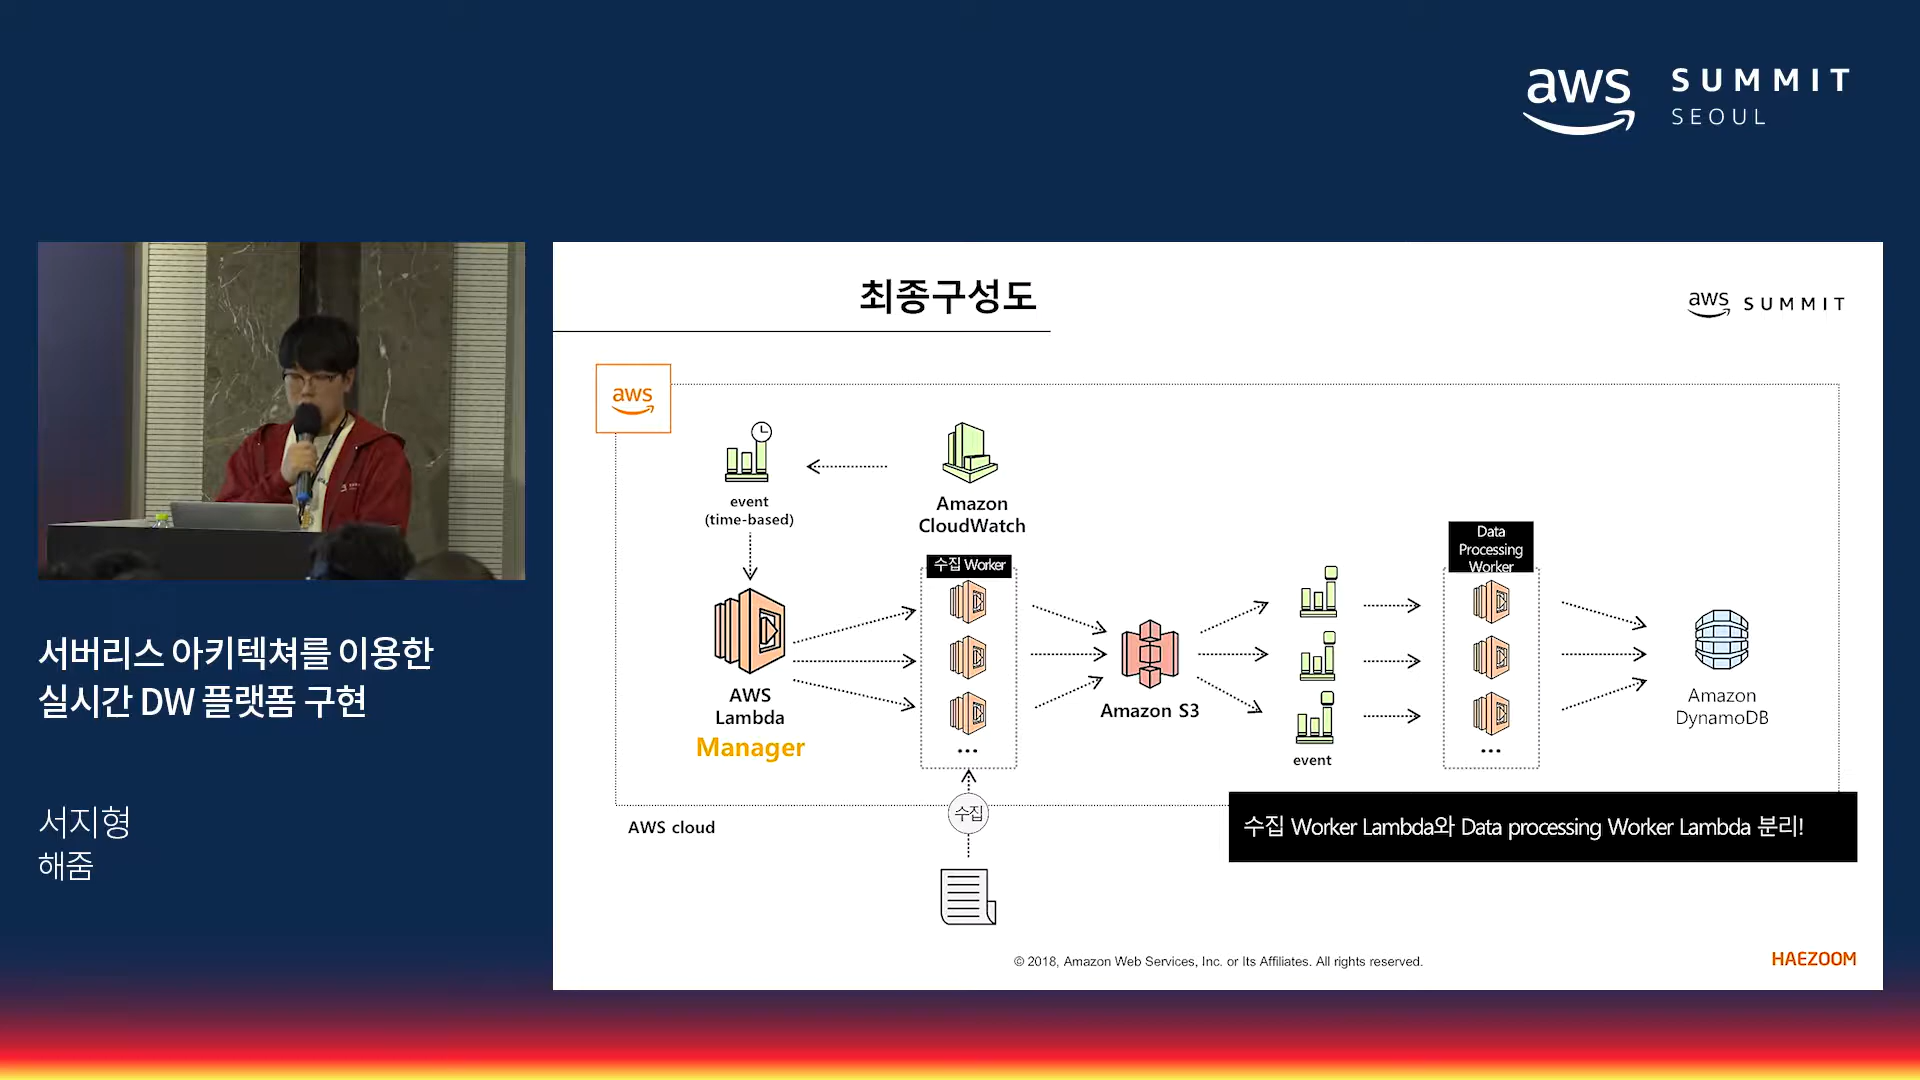 aws SUMMIT
SEOUL
최종구성도
aws SUMMIT
aws
event
(time-based)
Amazon
CloudWatch
수집 Worker
Data
Processing
Worker
AWS
Lambda
Manager
...
Amazon S3
event
...
Amazon
DynamoDB
수집
AWS cloud
수집 Worker Lambda와 Data processing Worker Lambda 분리!
© 2018, Amazon Web Services, Inc. or Its Affiliates. All rights reserved.
HAEZOOM
서버리스 아키텍쳐를 이용한
실시간 DW 플랫폼 구현
서지형
해줌